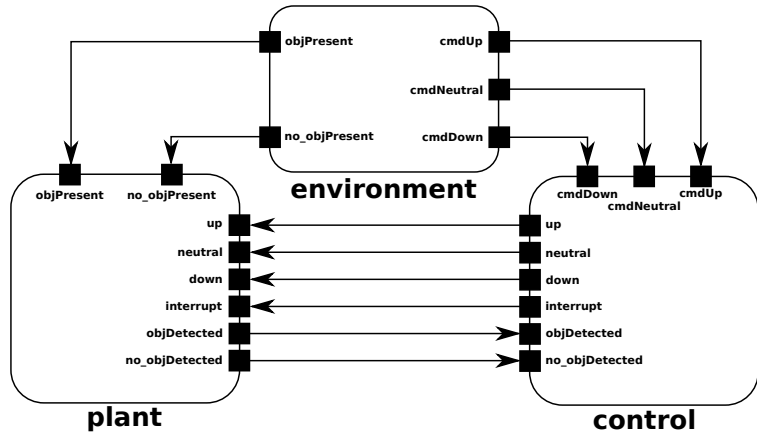 objPresent
cmdUp
cmdNeutral
no_objPresent
cmdDown
environment
objPresent
no_objPresent
cmdDown
cmdUp
cmdNeutral
up
up
neutral
neutral
down
down
interrupt
interrupt
objDetected
objDetected
no_objDetected
no_objDetected
plant
control